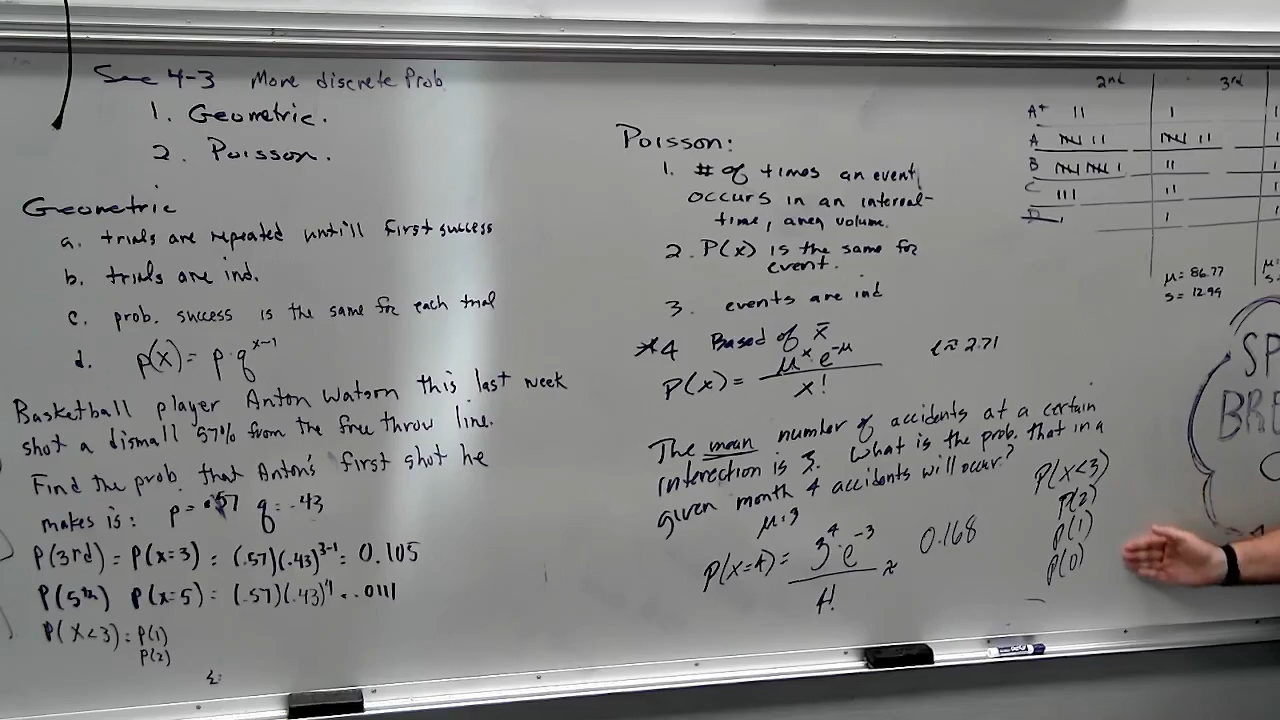 Sec 4-3 More discrete Prob.
1. Geometric.
2. Poisson.
Geometric
a. trials are repeated untill first success
b. trials are ind.
c. prob. success is the same for each trial
d. P(x) = p·q^x-1
Basketball player Anton Watson this last week
shot a dismall 57% from the free throw line.
Find the prob. that Anton's first shot he
makes is: p = .57 q = .43
P(3rd) = P(x=3) = (.57)(.43)^3-1 = 0.105
P(5th) P(x=5) = (.57)(.43)^4 = .0111
P(X<3) = P(1)
P(2)
Poisson:
1. # of times an event
occurs in an interval-
time, area, volume.
2. P(x) is the same for
event.
3. events are ind
*4 Based of x̄
P(x) = μ^x e^-μ / x! e≈2.71
The mean number of accidents at a certain
interection is 3. What is the prob. that in a
given month 4 accidents will occur?
μ=3
P(x=4) = 3^4·e^-3 / 4! ≈ 0.168
P(x<3)
P(2)
P(1)
P(0)
2nd 3rd
A+
A
B
C
D
μ = 86.77
s = 12.99
μ=
s=
SP
BRE